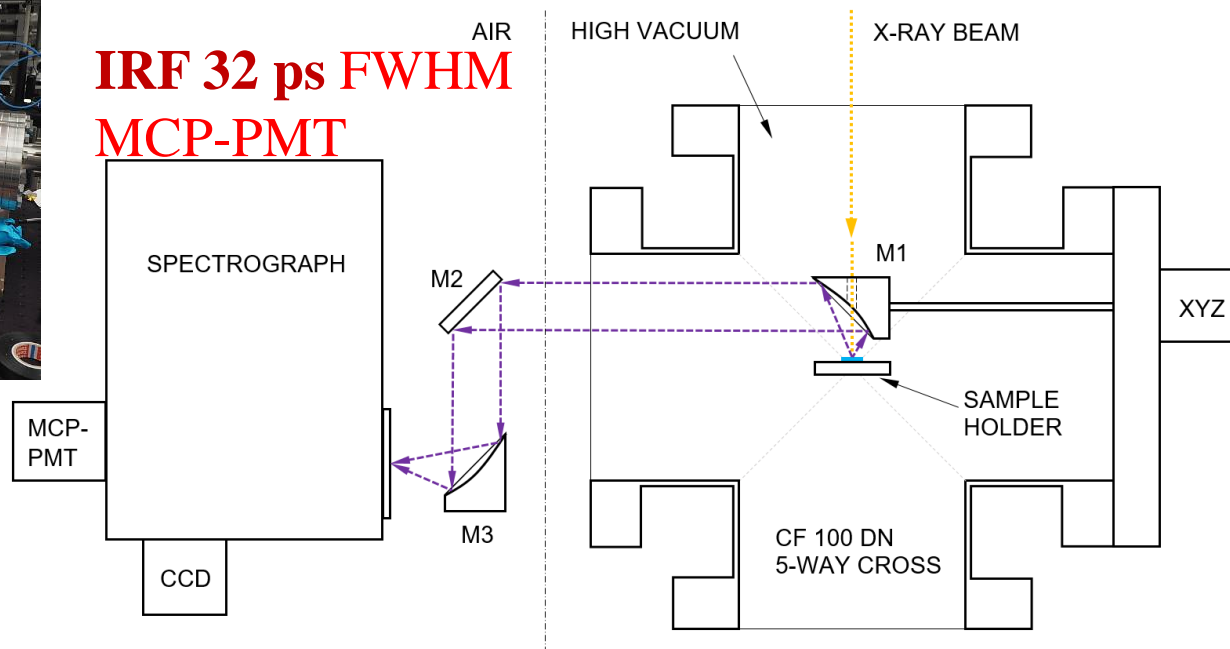 IRF 32 ps FWHM
MCP-PMT
AIR
HIGH VACUUM
X-RAY BEAM
SPECTROGRAPH
M2
M1
XYZ
SAMPLE
HOLDER
MCP-
PMT
M3
CCD
CF 100 DN
5-WAY CROSS